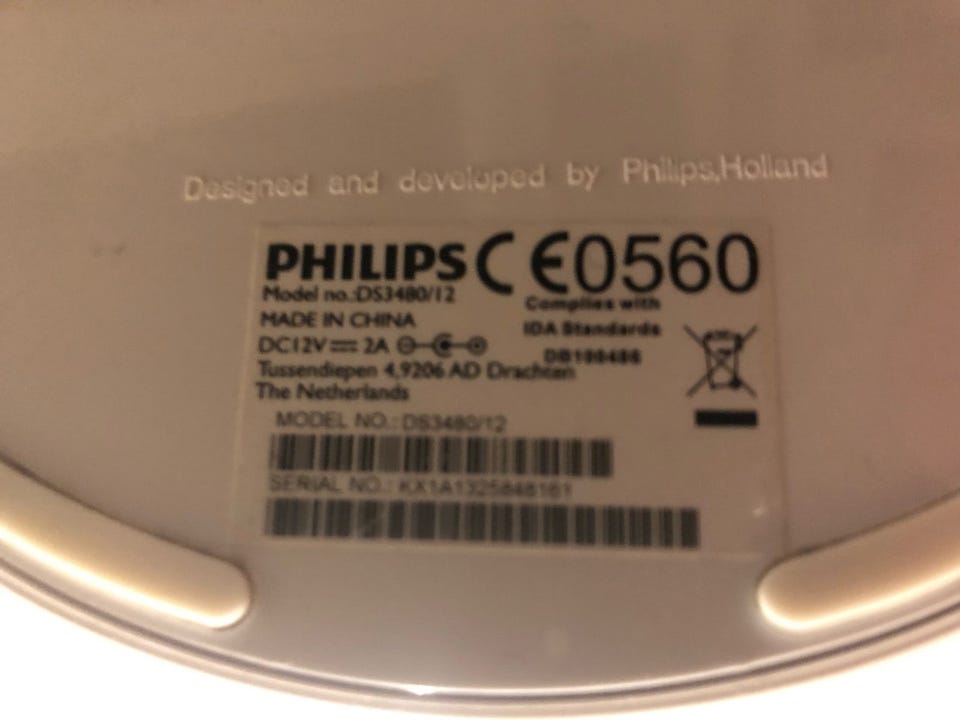 Designed and developed by Philips,Holland
PHILIPS CE0560
Model no.:DS3480/12
Complies with
MADE IN CHINA
IDA Standards
DC12V 2A
DB100486
Tussendiepen 4,9206 AD Drachten
The Netherlands
MODEL NO.: DS3480/12
SERIAL NO.: KX1A1325848161